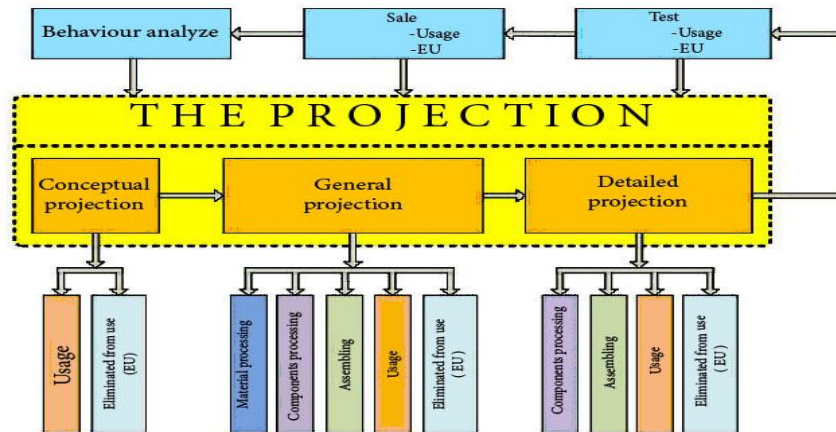 Behaviour analyze
Sale
-Usage
-EU
Test
-Usage
-EU
THE PROJECTION
Conceptual
projection
General
projection
Detailed
projection
Usage
Eliminated from use
(EU)
Material processing
Components processing
Assembling
Usage
Eliminated from use
( EU )
Components processing
Assembling
Usage
Eliminated from use
( EU )